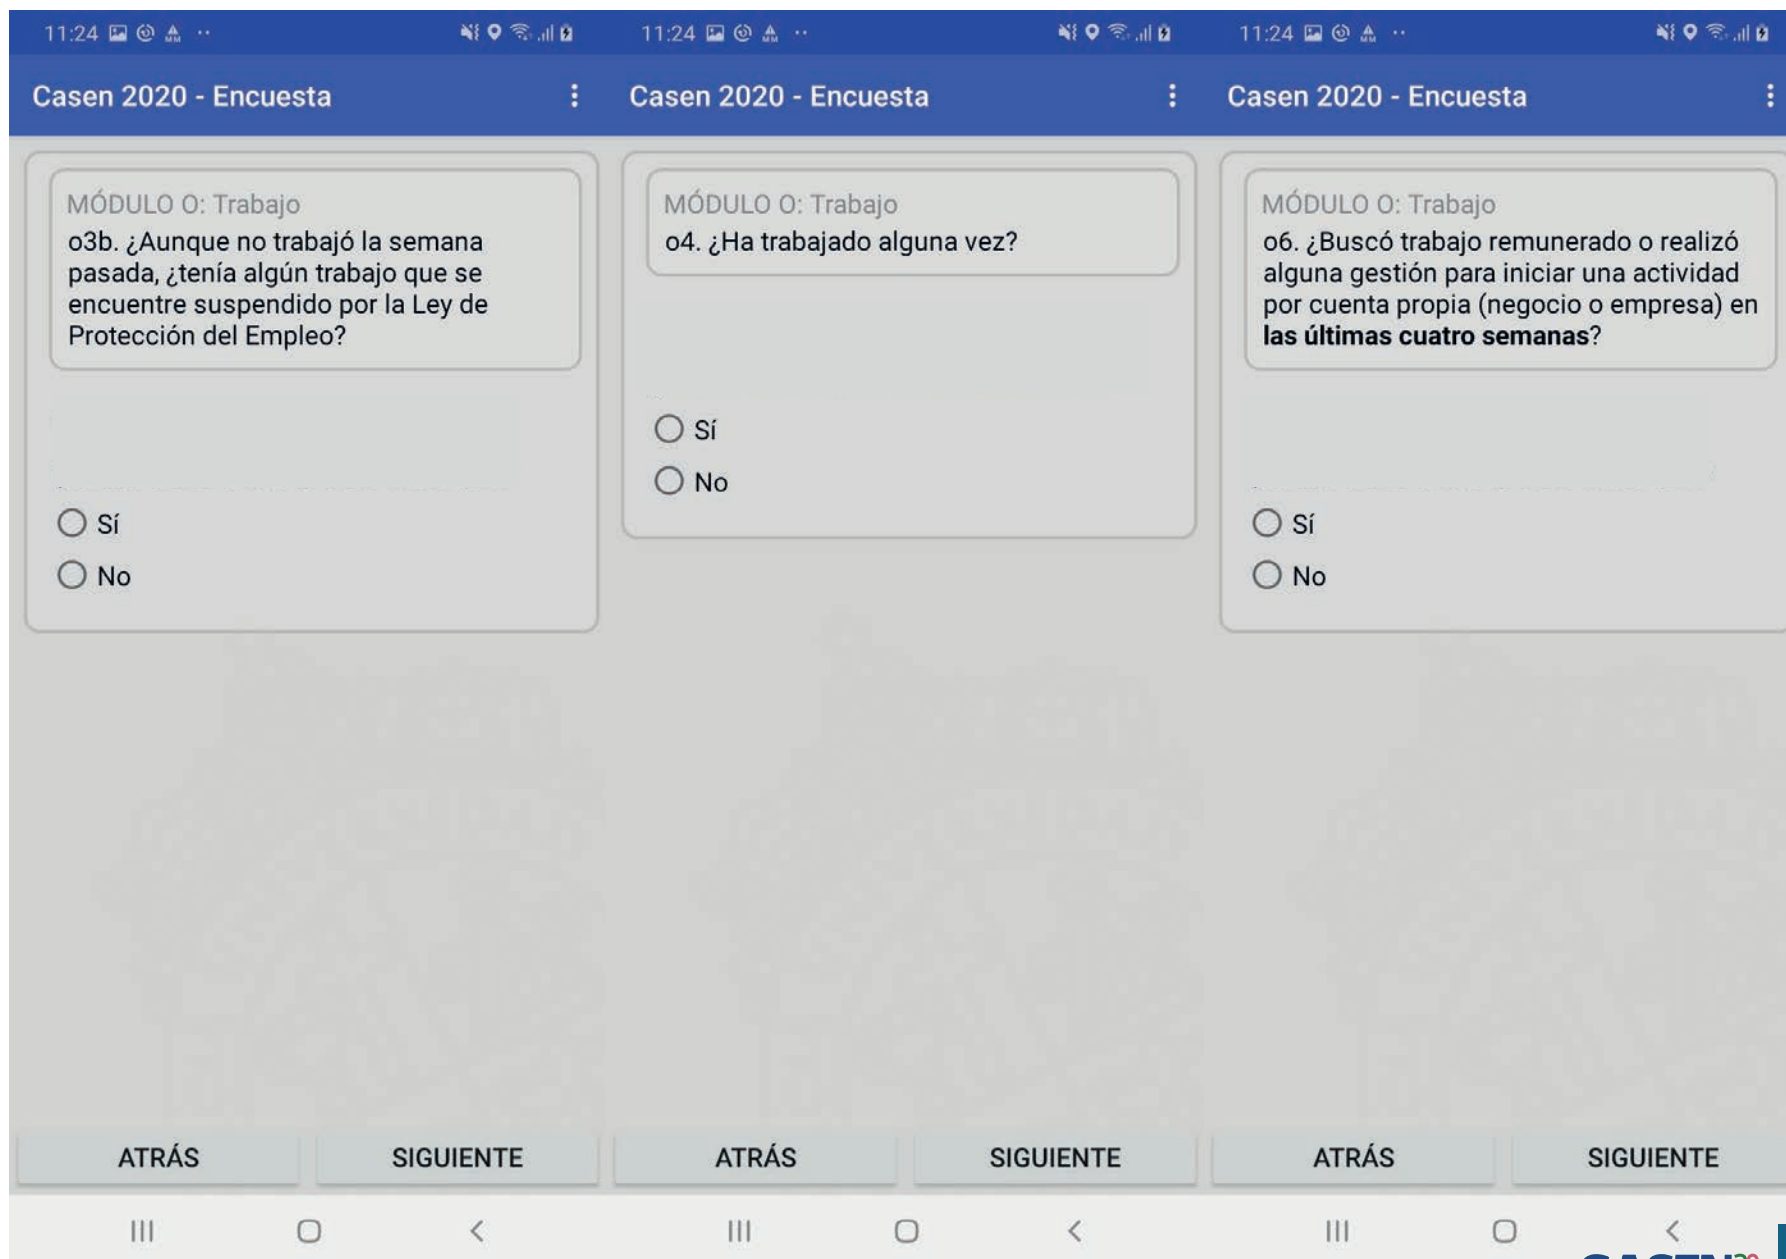 11:24
Casen 2020 - Encuesta
MÓDULO O: Trabajo
o3b. ¿Aunque no trabajó la semana
pasada, ¿tenía algún trabajo que se
encuentre suspendido por la Ley de
Protección del Empleo?
Sí
No
ATRÁS
SIGUIENTE
11:24
Casen 2020 - Encuesta
MÓDULO O: Trabajo
o4. ¿Ha trabajado alguna vez?
Sí
No
ATRÁS
SIGUIENTE
11:24
Casen 2020 - Encuesta
MÓDULO O: Trabajo
o6. ¿Buscó trabajo remunerado o realizó
alguna gestión para iniciar una actividad
por cuenta propia (negocio o empresa) en
las últimas cuatro semanas?
Sí
No
ATRÁS
SIGUIENTE